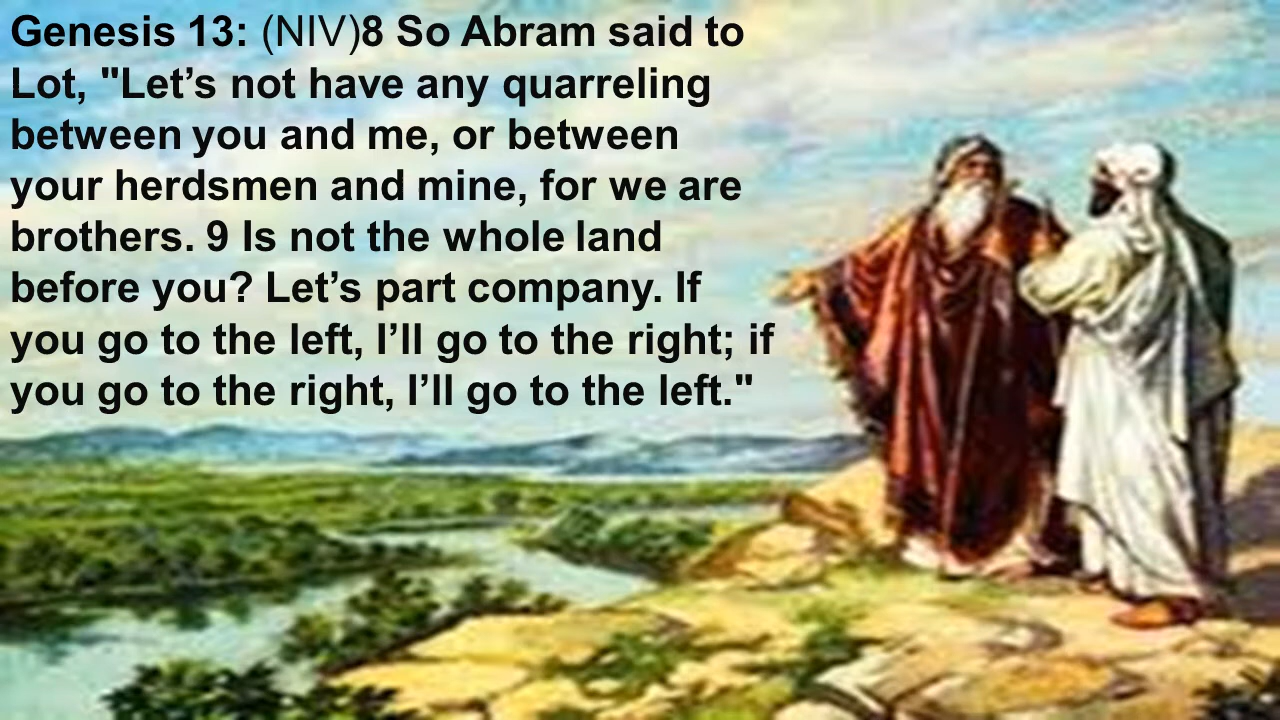 Genesis 13: (NIV)8 So Abram said to
Lot, "Let’s not have any quarreling
between you and me, or between
your herdsmen and mine, for we are
brothers. 9 Is not the whole land
before you? Let’s part company. If
you go to the left, I’ll go to the right; if
you go to the right, I’ll go to the left."